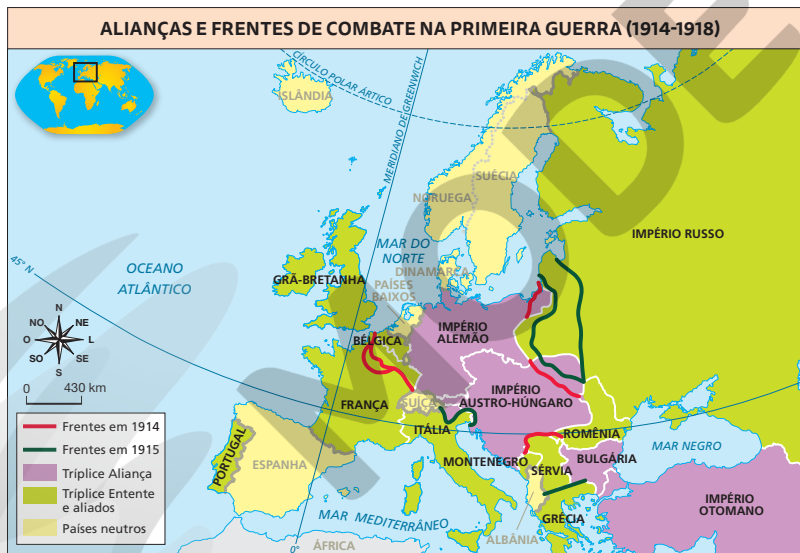 ALIANÇAS E FRENTES DE COMBATE NA PRIMEIRA GUERRA (1914-1918)
CÍRCULO POLAR ÁRTICO
ISLÂNDIA
MERIDIANO DE GREENWICH
SUÉCIA
NORUEGA
IMPÉRIO RUSSO
MAR DO
NORTE
45° N
OCEANO
ATLÂNTICO
GRÃ-BRETANHA
DINAMARCA
PAÍSES
BAIXOS
N
NO
NE
O
L
SO
SE
S
BÉLGICA
IMPÉRIO
ALEMÃO
0
430 km
IMPÉRIO
AUSTRO-HÚNGARO
FRANÇA
SUÍÇA
ITÁLIA
ROMÊNIA
MAR NEGRO
PORTUGAL
ESPANHA
MONTENEGRO
SÉRVIA
BULGÁRIA
IMPÉRIO
OTOMANO
GRÉCIA
ALBÂNIA
MAR MEDITERRÂNEO
0°
ÁFRICA
Frentes em 1914
Frentes em 1915
Tríplice Aliança
Tríplice Entente
e aliados
Países neutros